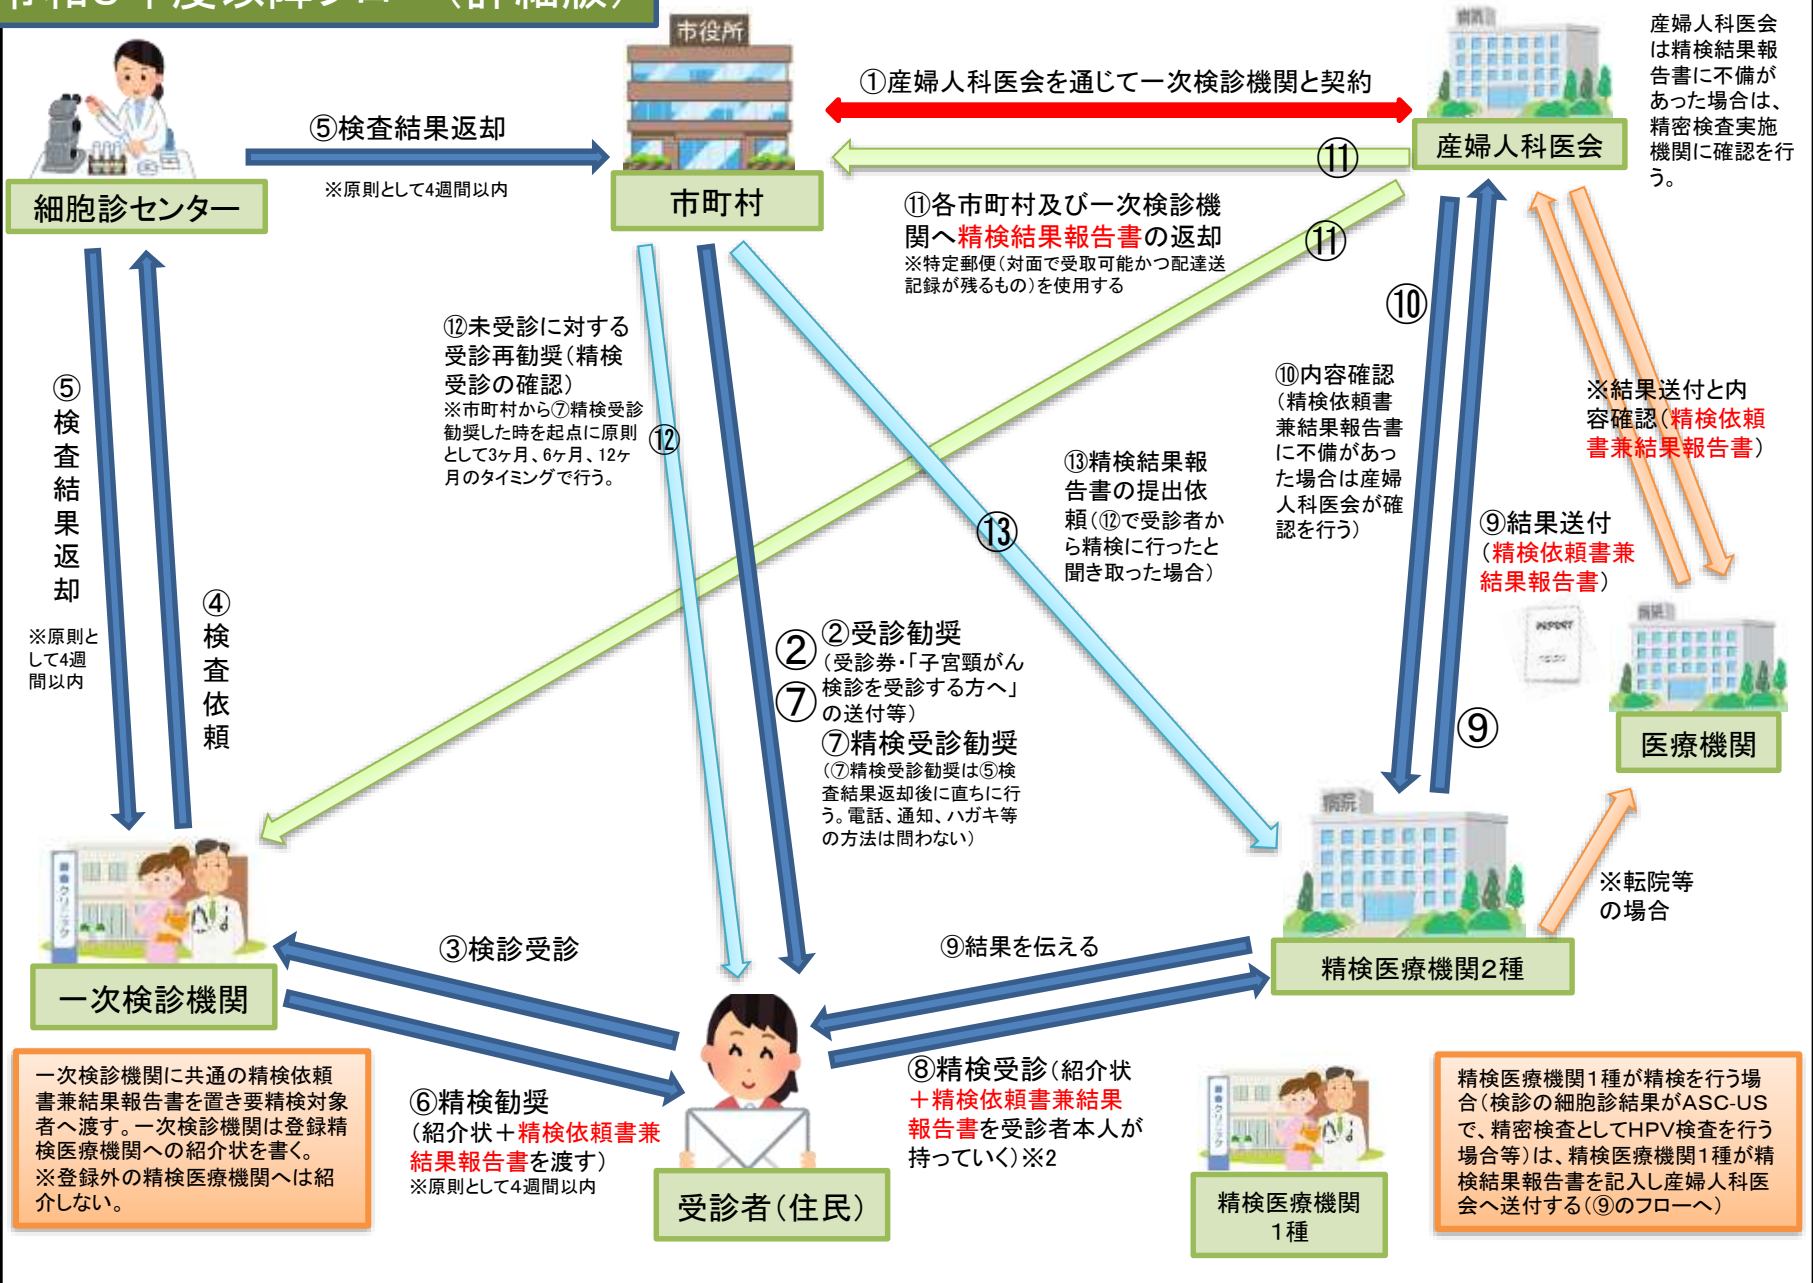 市役所
病院
産婦人科医会
は精検結果報
告書に不備が
あった場合は、
精密検査実施
機関に確認を行
う。
①産婦人科医会を通じて一次検診機関と契約
⑤検査結果返却
※原則として4週間以内
細胞診センター
市町村
産婦人科医会
⑪
⑪各市町村及び一次検診機
関へ精検結果報告書の返却
※特定郵便(対面で受取可能かつ配達送
記録が残るもの)を使用する
⑪
⑩
⑫未受診に対する
受診再勧奨(精検
受診の確認)
※市町村から⑦精検受診
勧奨した時を起点に原則
として3ヶ月、6ヶ月、12ヶ
月のタイミングで行う。
⑫
⑤検査結果返却
※原則と
して4週
間以内
④検査依頼
⑩内容確認
(精検依頼書
兼結果報告書
に不備があっ
た場合は産婦
人科医会が確
認を行う)
※結果送付と内
容確認(精検依頼
書兼結果報告書)
⑬精検結果報
告書の提出依
頼(⑫で受診者か
ら精検に行ったと
聞き取った場合)
⑬
⑨結果送付
(精検依頼書兼
結果報告書)
REPORT
病院
②
②受診勧奨
(受診券・「子宮頸がん
検診を受診する方へ」
の送付等)
⑦
⑦精検受診勧奨
(⑦精検受診勧奨は⑤検
査結果返却後に直ちに行
う。電話、通知、ハガキ等
の方法は問わない)
⑨
医療機関
病院
※転院等
の場合
クリニック
③検診受診
⑨結果を伝える
精検医療機関2種
一次検診機関
一次検診機関に共通の精検依頼
書兼結果報告書を置き要精検対象
者へ渡す。一次検診機関は登録精
検医療機関への紹介状を書く。
※登録外の精検医療機関へは紹
介しない。
⑥精検勧奨
(紹介状+精検依頼書兼
結果報告書を渡す)
※原則として4週間以内
受診者(住民)
⑧精検受診(紹介状
+精検依頼書兼結果
報告書を受診者本人が
持っていく)※2
クリニック
精検医療機関
1種
精検医療機関1種が精検を行う場
合(検診の細胞診結果がASC-US
で、精密検査としてHPV検査を行う
場合等)は、精検医療機関1種が精
検結果報告書を記入し産婦人科医
会へ送付する(⑨のフローへ)